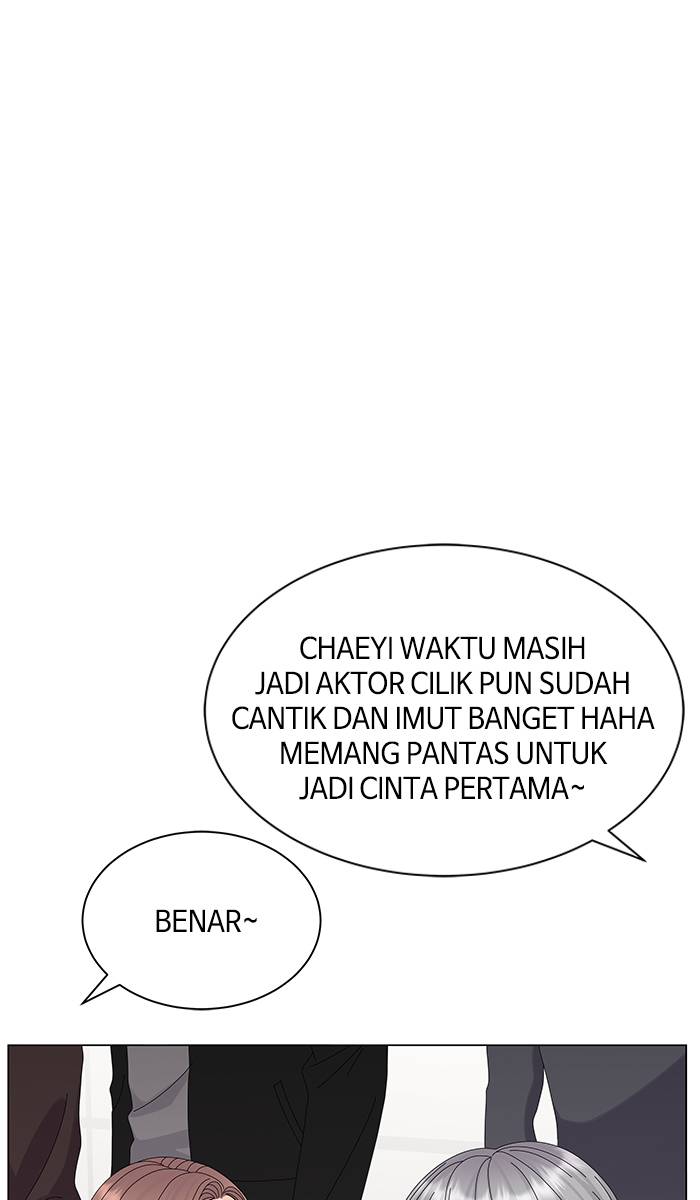 CHAEYI WAKTU MASIH
JADI AKTOR CILIK PUN SUDAH
CANTIK DAN IMUT BANGET HAHA
MEMANG PANTAS UNTUK
JADI CINTA PERTAMA~
BENAR~